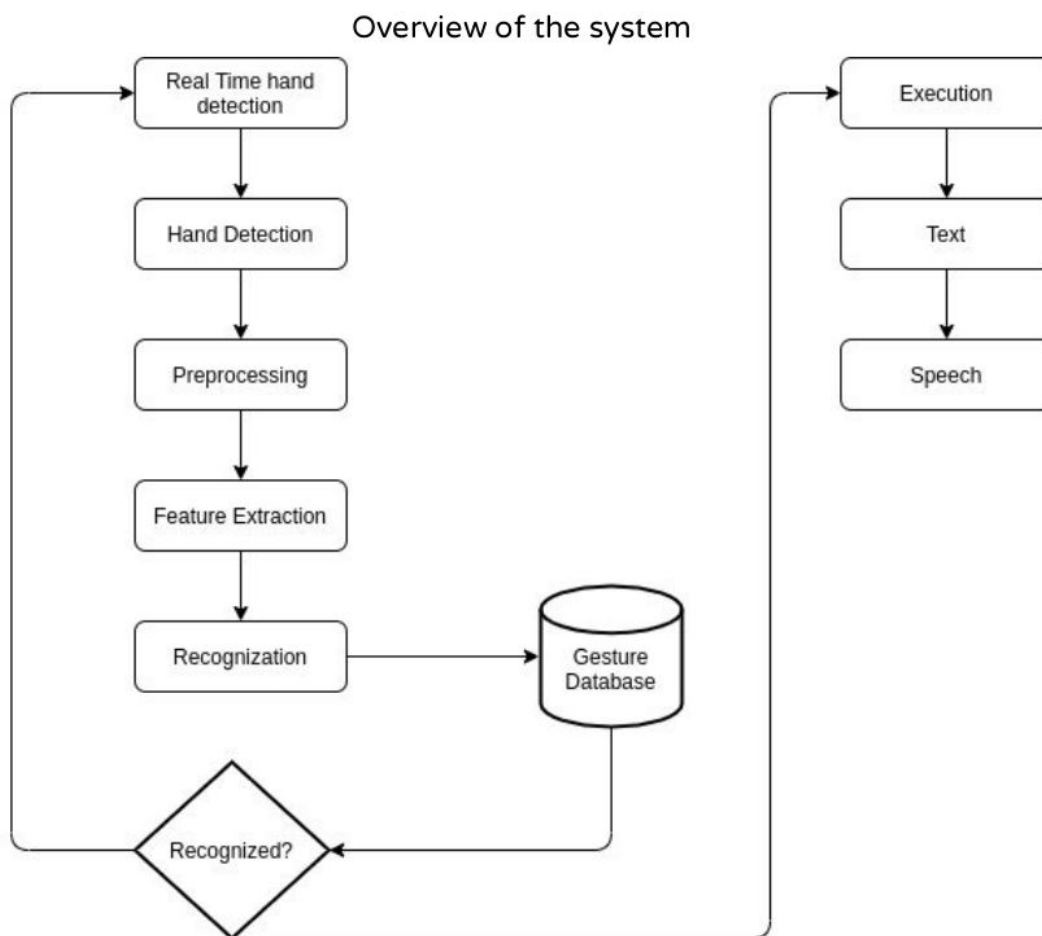 Overview of the system
Real Time hand
detection
Hand Detection
Preprocessing
Feature Extraction
Recognization
Gesture
Database
Recognized?
Execution
Text
Speech